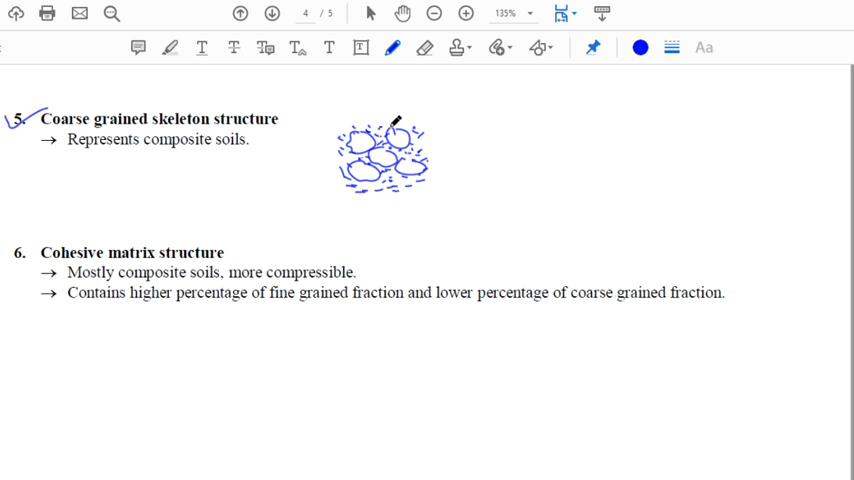 4 / 5
135%
T T T T T T Aa
5. Coarse grained skeleton structure
→ Represents composite soils.
6. Cohesive matrix structure
→ Mostly composite soils, more compressible.
→ Contains higher percentage of fine grained fraction and lower percentage of coarse grained fraction.